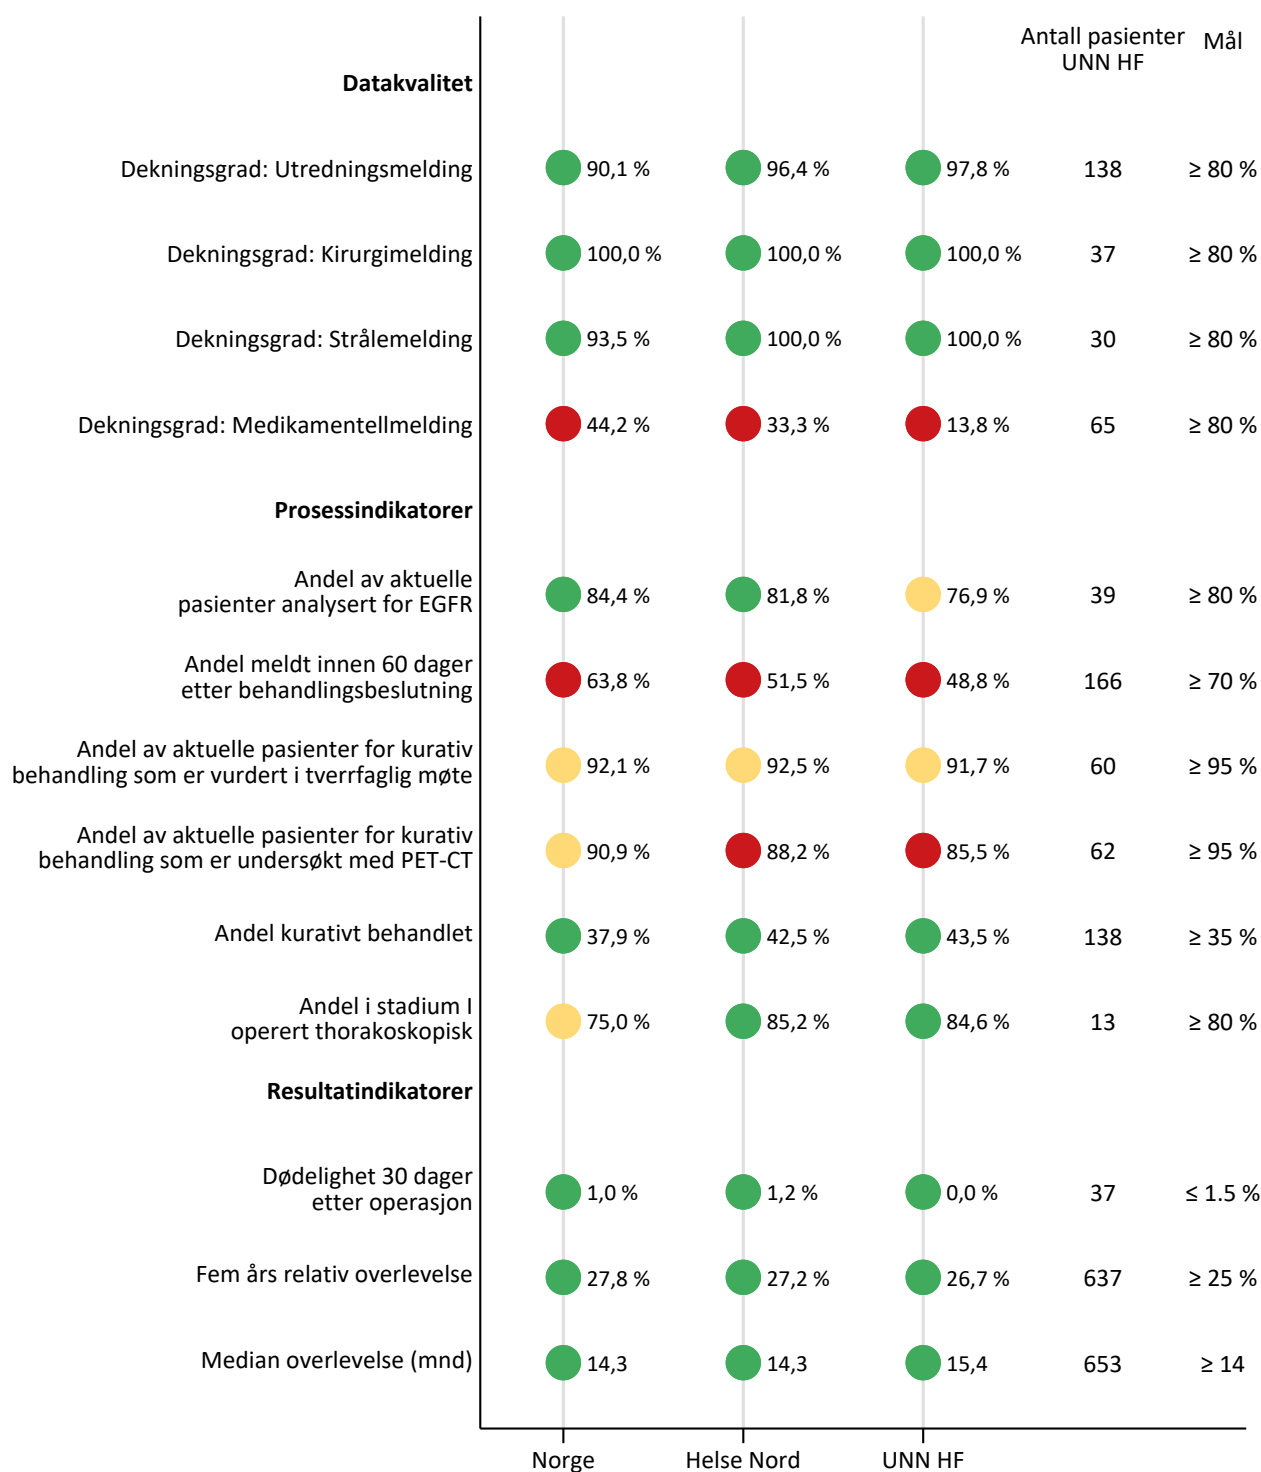 Antall pasienter Mål
UNN HF
Datakvalitet
Dekningsgrad: Utredningsmelding 90,1 % 96,4 % 97,8 % 138 ≥ 80 %
Dekningsgrad: Kirurgimelding 100,0 % 100,0 % 100,0 % 37 ≥ 80 %
Dekningsgrad: Strålemelding 93,5 % 100,0 % 100,0 % 30 ≥ 80 %
Dekningsgrad: Medikamentellmelding 44,2 % 33,3 % 13,8 % 65 ≥ 80 %
Prosessindikatorer
Andel av aktuelle
pasienter analysert for EGFR 84,4 % 81,8 % 76,9 % 39 ≥ 80 %
Andel meldt innen 60 dager
etter behandlingsbeslutning 63,8 % 51,5 % 48,8 % 166 ≥ 70 %
Andel av aktuelle pasienter for kurativ
behandling som er vurdert i tverrfaglig møte 92,1 % 92,5 % 91,7 % 60 ≥ 95 %
Andel av aktuelle pasienter for kurativ
behandling som er undersøkt med PET-CT 90,9 % 88,2 % 85,5 % 62 ≥ 95 %
Andel kurativt behandlet 37,9 % 42,5 % 43,5 % 138 ≥ 35 %
Andel i stadium I
operert thorakoskopisk 75,0 % 85,2 % 84,6 % 13 ≥ 80 %
Resultatindikatorer
Dødelighet 30 dager
etter operasjon 1,0 % 1,2 % 0,0 % 37 ≤ 1.5 %
Fem års relativ overlevelse 27,8 % 27,2 % 26,7 % 637 ≥ 25 %
Median overlevelse (mnd) 14,3 14,3 15,4 653 ≥ 14
Norge Helse Nord UNN HF